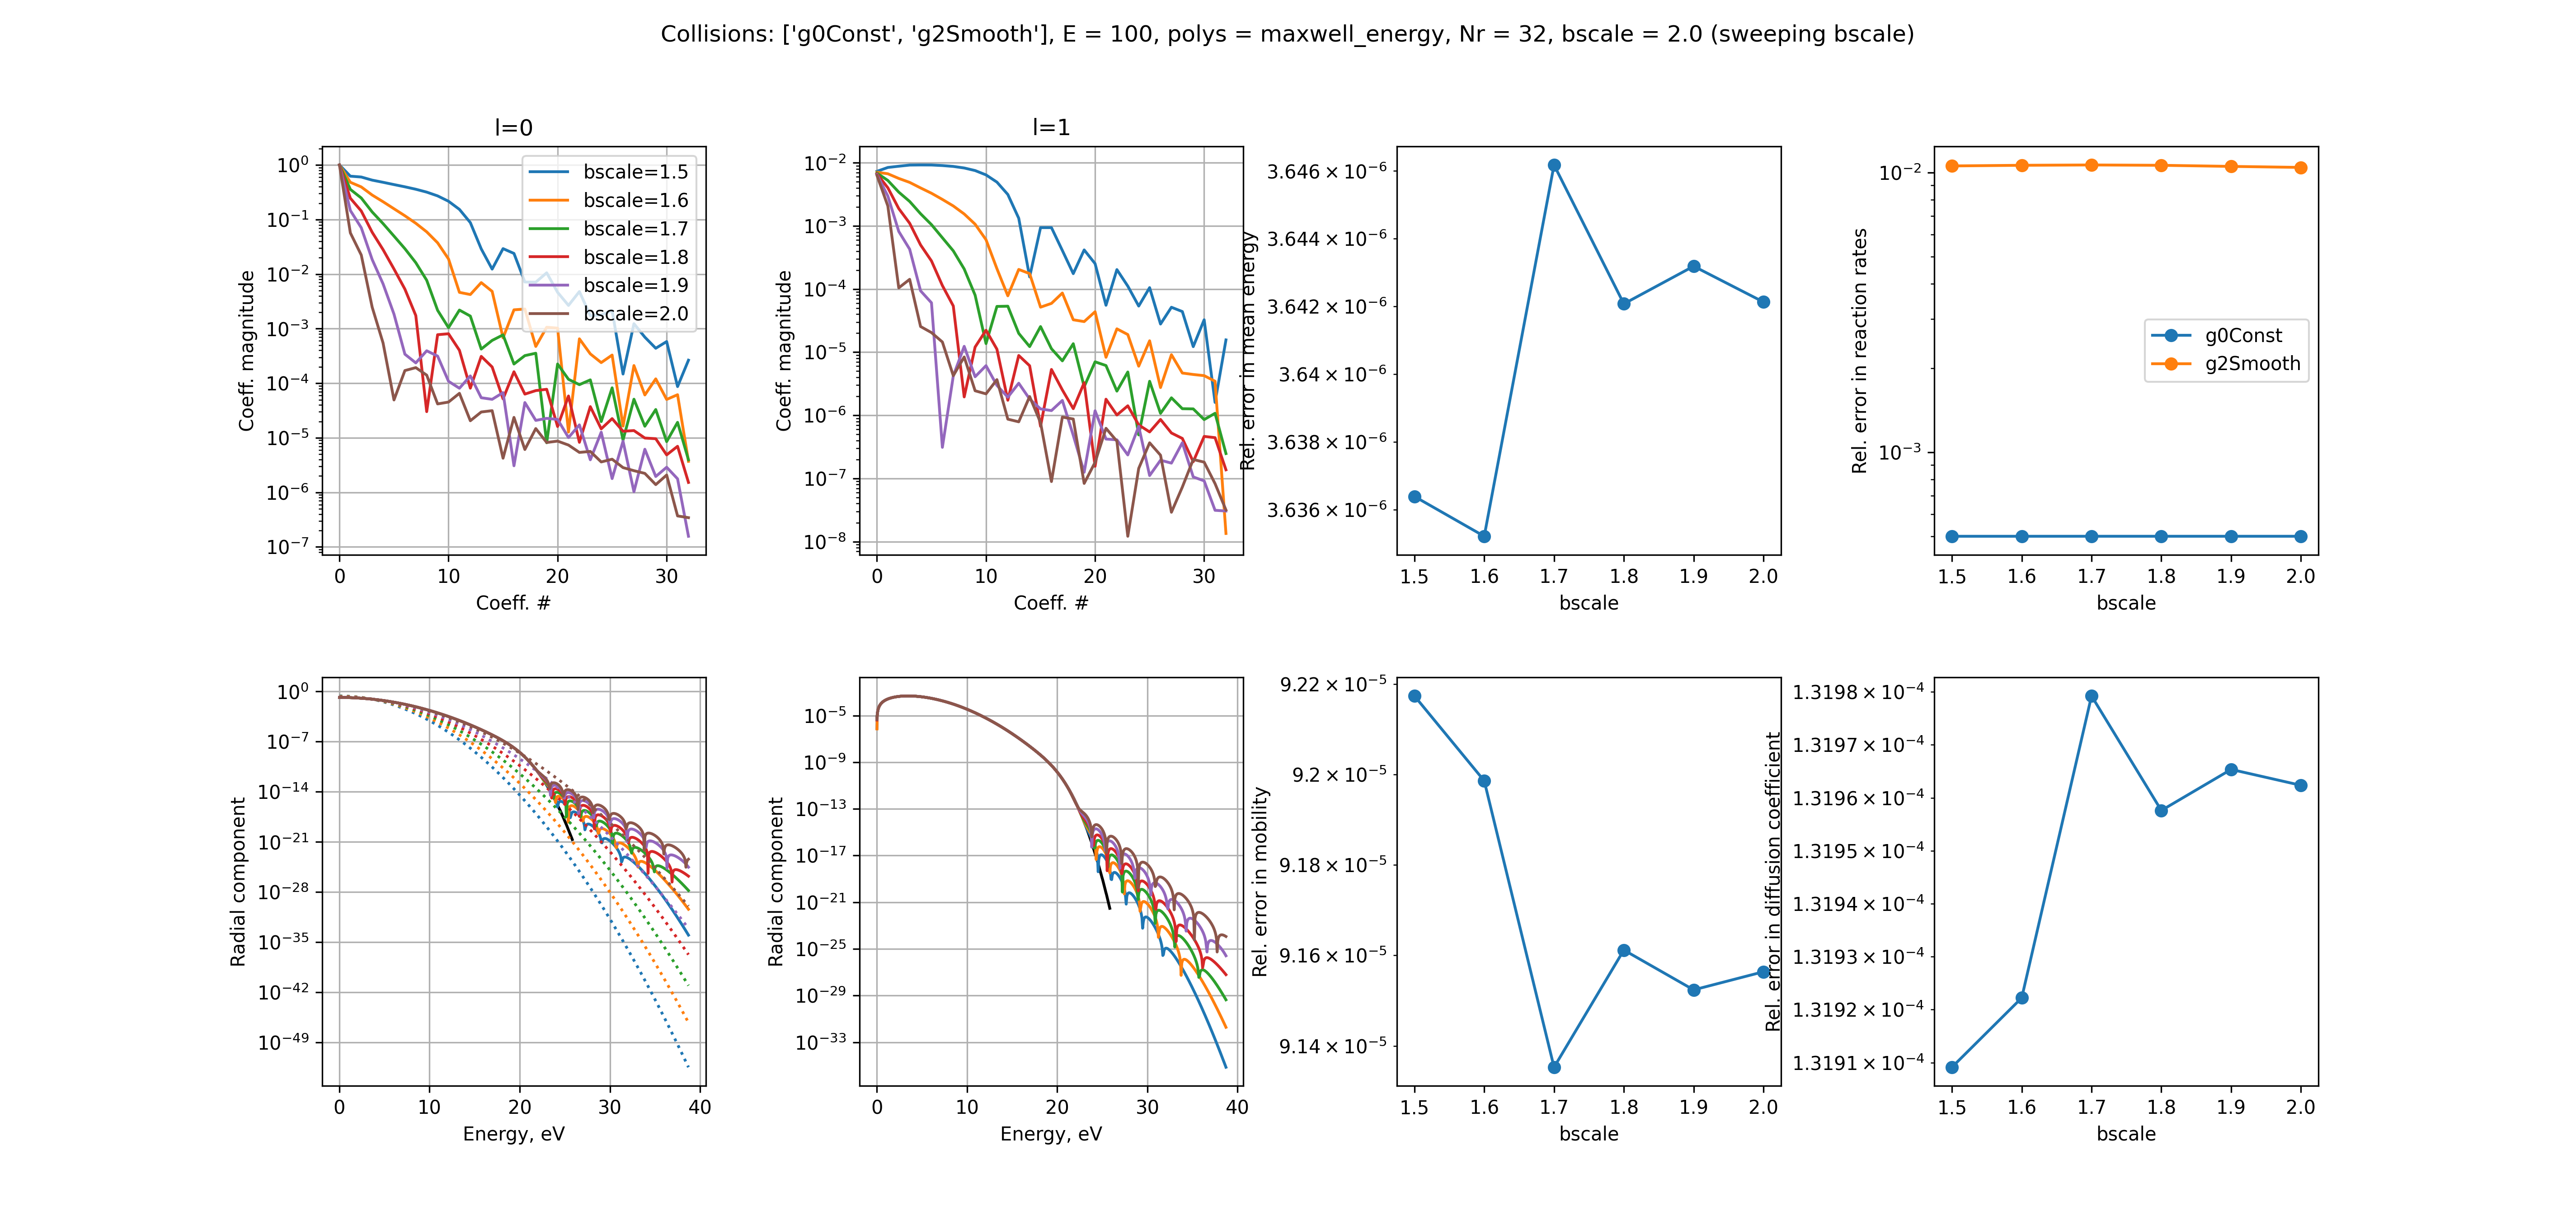 Collisions: ['g0Const', 'g2Smooth'], E = 100, polys = maxwell_energy, Nr = 32, bscale = 2.0 (sweeping bscale)
l=0
Coeff. magnitude
10⁰
10⁻¹
10⁻²
10⁻³
10⁻⁴
10⁻⁵
10⁻⁶
10⁻⁷
bscale=1.5
bscale=1.6
bscale=1.7
bscale=1.8
bscale=1.9
bscale=2.0
0 10 20 30
Coeff. #
l=1
Coeff. magnitude
10⁻²
10⁻³
10⁻⁴
10⁻⁵
10⁻⁶
10⁻⁷
10⁻⁸
0 10 20 30
Coeff. #
Rel. error in mean energy
3.646 × 10⁻⁶
3.644 × 10⁻⁶
3.642 × 10⁻⁶
3.64 × 10⁻⁶
3.638 × 10⁻⁶
3.636 × 10⁻⁶
1.5 1.6 1.7 1.8 1.9 2.0
bscale
Rel. error in reaction rates
10⁻²
10⁻³
g0Const
g2Smooth
1.5 1.6 1.7 1.8 1.9 2.0
bscale
Radial component
10⁰
10⁻⁷
10⁻¹⁴
10⁻²¹
10⁻²⁸
10⁻³⁵
10⁻⁴²
10⁻⁴⁹
0 10 20 30 40
Energy, eV
Radial component
10⁻⁵
10⁻⁹
10⁻¹³
10⁻¹⁷
10⁻²¹
10⁻²⁵
10⁻²⁹
10⁻³³
0 10 20 30 40
Energy, eV
Rel. error in mobility
9.22 × 10⁻⁵
9.2 × 10⁻⁵
9.18 × 10⁻⁵
9.16 × 10⁻⁵
9.14 × 10⁻⁵
1.5 1.6 1.7 1.8 1.9 2.0
bscale
Rel. error in diffusion coefficient
1.3198 × 10⁻⁴
1.3197 × 10⁻⁴
1.3196 × 10⁻⁴
1.3195 × 10⁻⁴
1.3194 × 10⁻⁴
1.3193 × 10⁻⁴
1.3192 × 10⁻⁴
1.3191 × 10⁻⁴
1.5 1.6 1.7 1.8 1.9 2.0
bscale